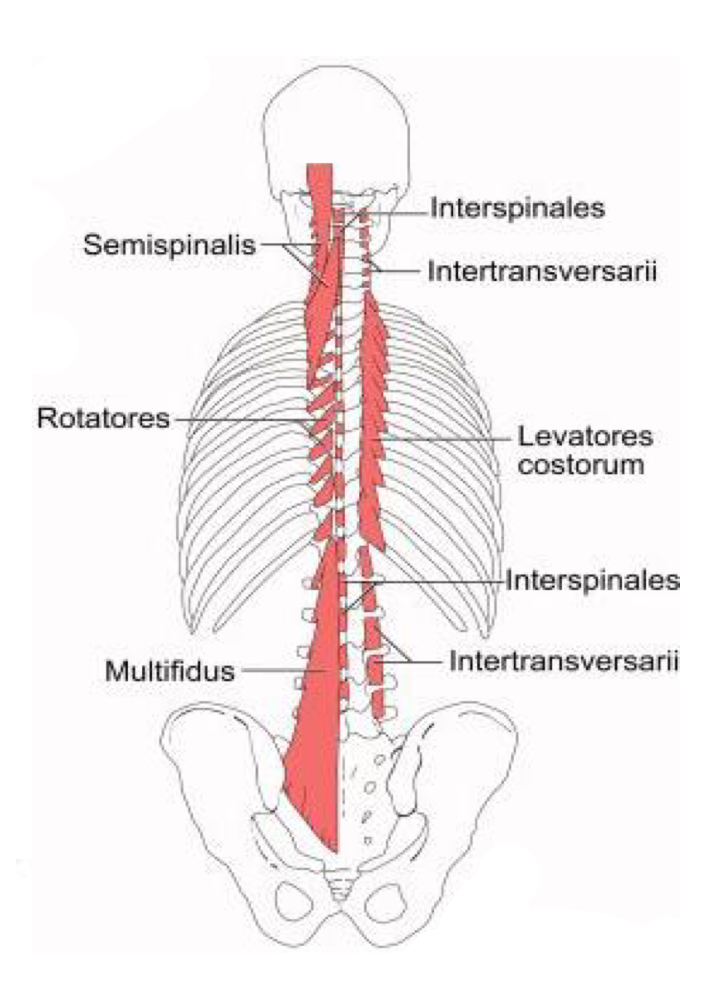 Interspinales
Semispinalis
Intertransversarii
Rotatores
Levatores
costorum
Interspinales
Intertransversarii
Multifidus